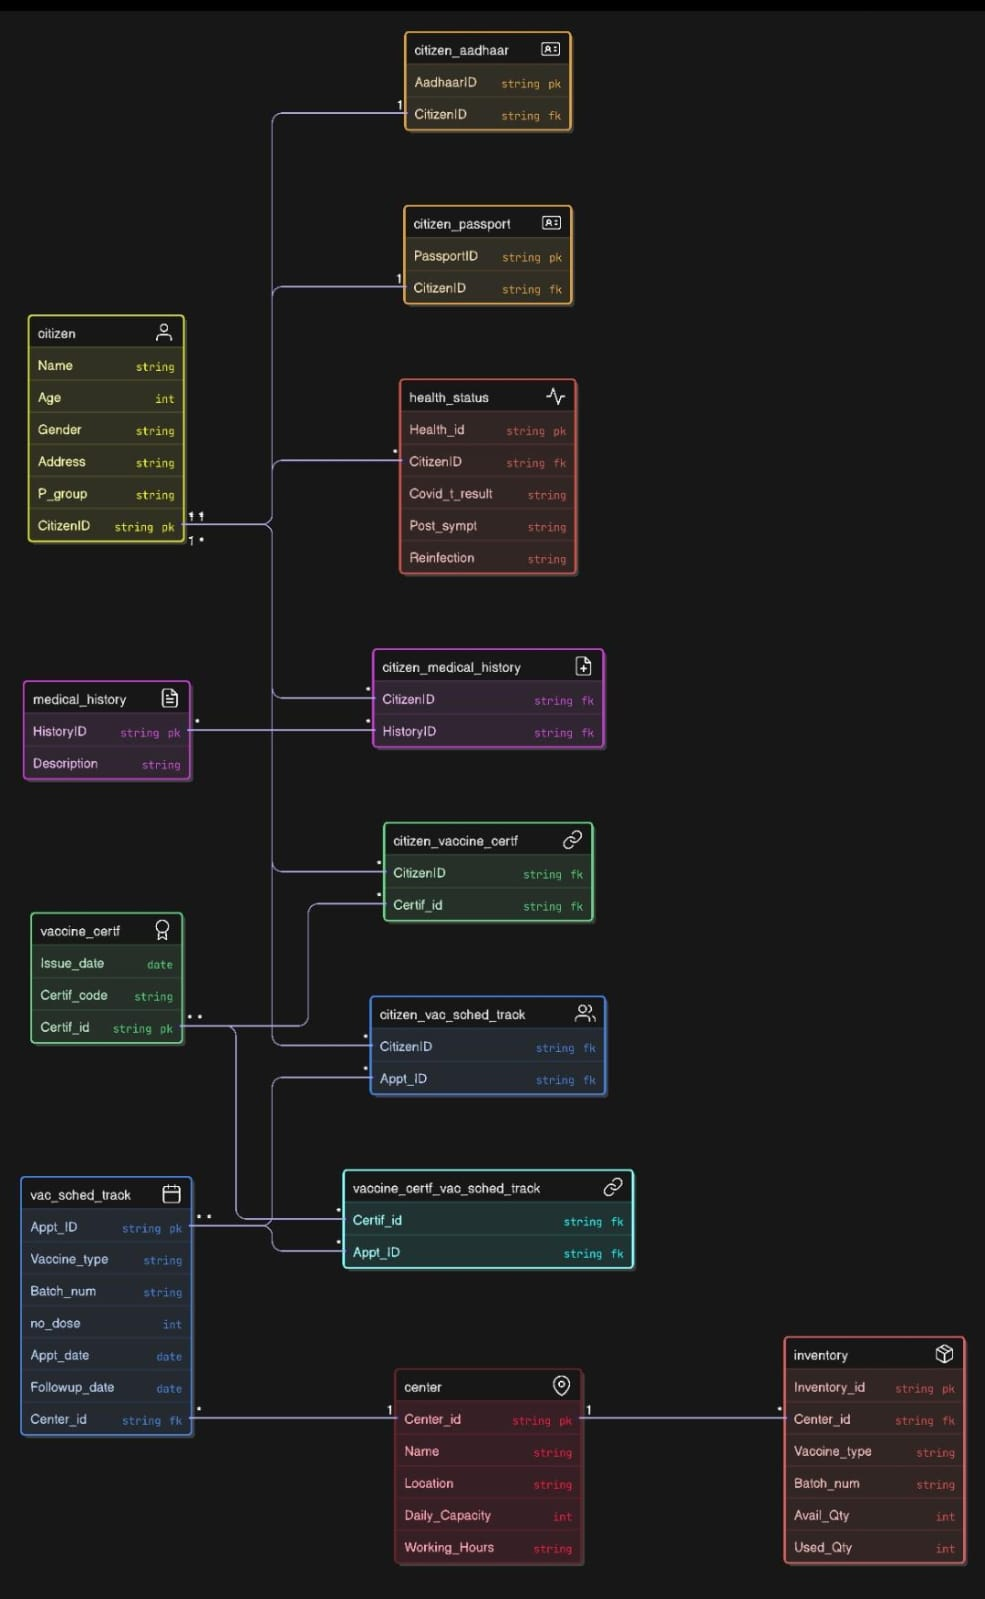 citizen_aadhaar
AadhaarID string pk
CitizenID string fk
1
citizen_passport
PassportID string pk
CitizenID string fk
1
citizen
Name string
Age int
Gender string
Address string
P_group string
CitizenID string pk
1 1
1 *
health_status
Health_id string pk
CitizenID string fk
*
Covid_t_result string
Post_sympt string
Reinfection string
citizen_medical_history
CitizenID string fk
*
HistoryID string fk
*
medical_history
HistoryID string pk
*
Description string
citizen_vaccine_certf
CitizenID string fk
*
Certif_id string fk
*
vaccine_certf
Issue_date date
Certif_code string
Certif_id string pk
* *
citizen_vac_sched_track
CitizenID string fk
*
Appt_ID string fk
*
vaccine_certf_vac_sched_track
Certif_id string fk
*
Appt_ID string fk
*
vac_sched_track
Appt_ID string pk
* *
Vaccine_type string
Batch_num string
no_dose int
Appt_date date
Followup_date date
Center_id string fk
*
center
1 Center_id string pk 1
Name string
Location string
Daily_Capacity int
Working_Hours string
inventory
Inventory_id string pk
* Center_id string fk
Vaccine_type string
Batch_num string
Avail_Qty int
Used_Qty int